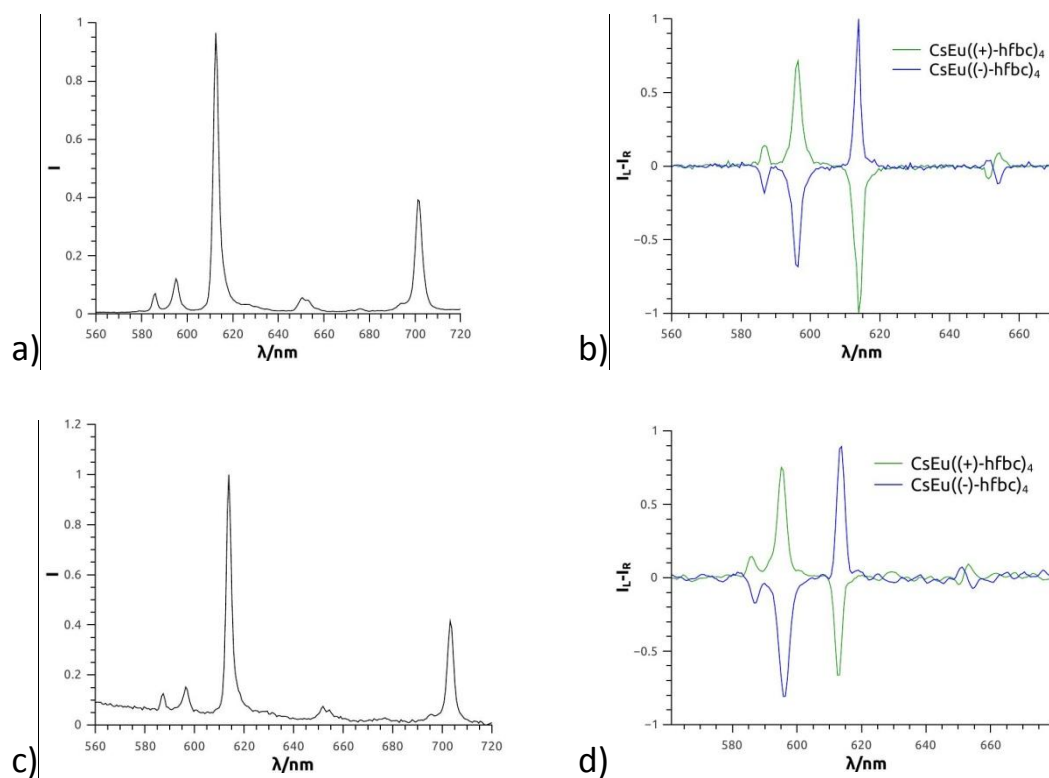 1
0.8
0.6
I
0.4
0.2
0
560 580 600 620 640 660 680 700 720
λ/nm
a)
1
CsEu((+)-hfbc)₄
CsEu((-)-hfbc)₄
0.5
I_L-I_R
0
−0.5
−1
560 580 600 620 640 660
λ/nm
b)
1.2
1
0.8
I
0.6
0.4
0.2
0
560 580 600 620 640 660 680 700 720
λ/nm
c)
1
CsEu((+)-hfbc)₄
CsEu((-)-hfbc)₄
0.5
I_L-I_R
0
−0.5
−1
580 600 620 640 660
λ/nm
d)